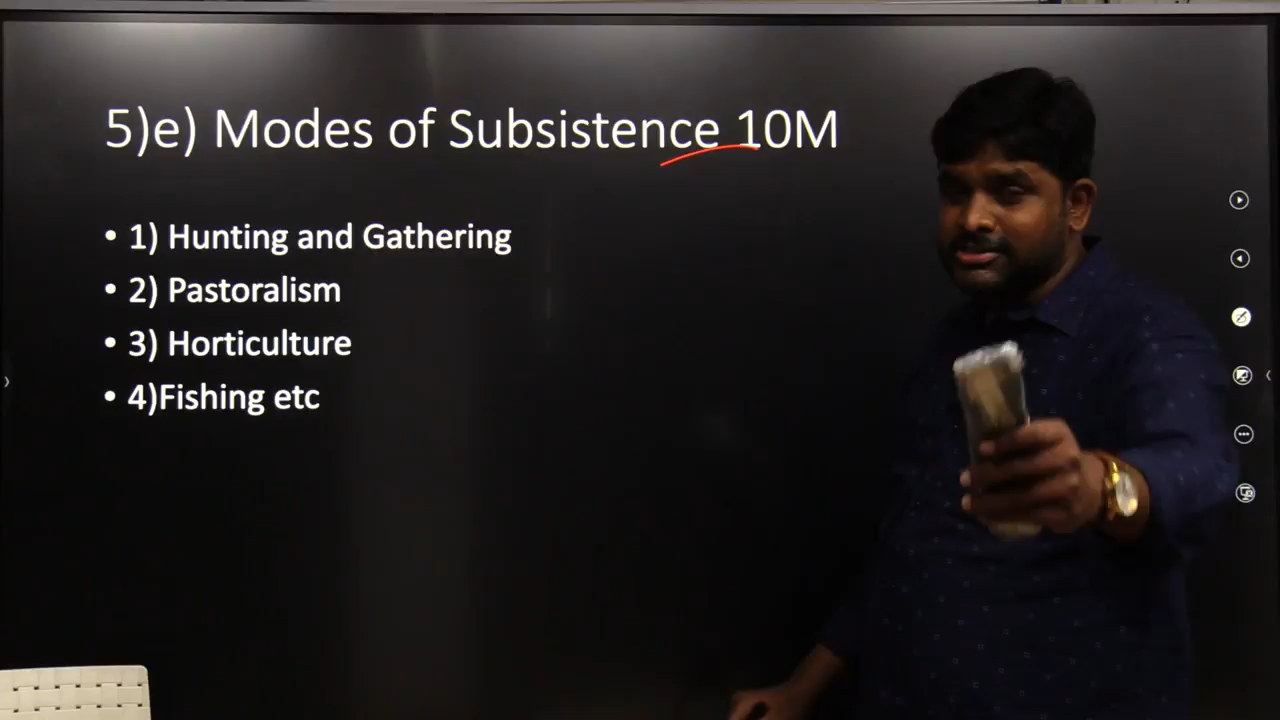 5)e) Modes of Subsistence 10M
• 1) Hunting and Gathering
• 2) Pastoralism
• 3) Horticulture
• 4)Fishing etc